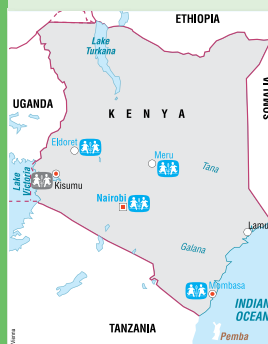 ETHIOPIA
Lake
Turkana
UGANDA
SOMALIA
K E N Y A
Eldoret
Meru
Tana
Lake
Victoria
Kisumu
Nairobi
Lamu
Galana
Mombasa
INDIAN
OCEAN
TANZANIA
Pemba
Vienna